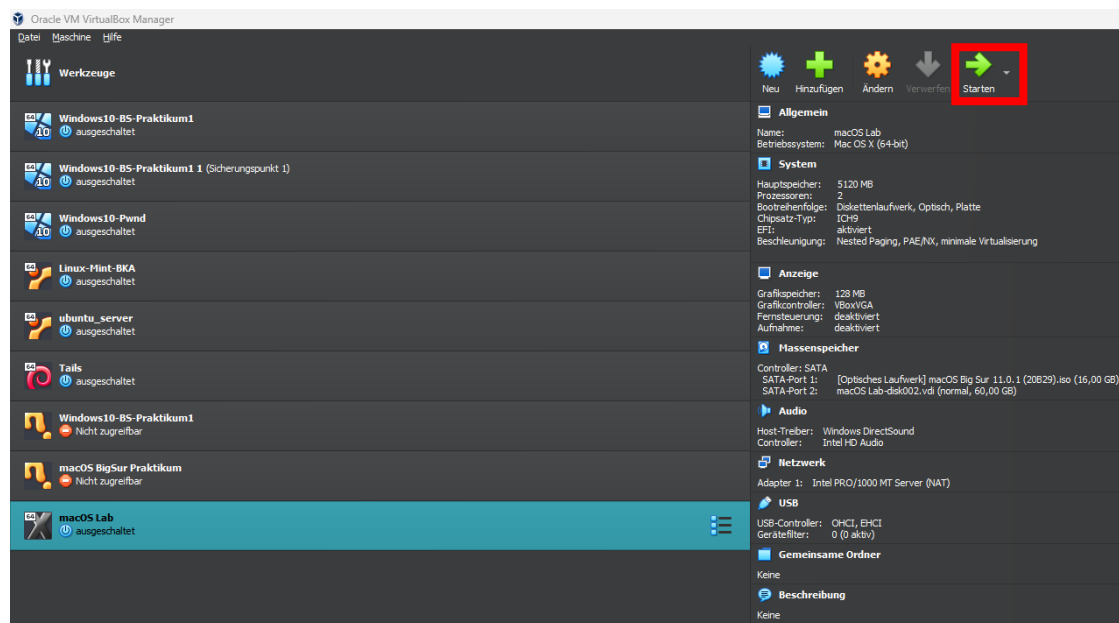 Oracle VM VirtualBox Manager
Datei Maschine Hilfe
Werkzeuge
Windows10-BS-Praktikum1
ausgeschaltet
Windows10-BS-Praktikum1 1 (Sicherungspunkt 1)
ausgeschaltet
Windows10-Pwnd
ausgeschaltet
Linux-Mint-BKA
ausgeschaltet
ubuntu_server
ausgeschaltet
Tails
ausgeschaltet
Windows10-BS-Praktikum1
Nicht zugreifbar
macOS BigSur Praktikum
Nicht zugreifbar
macOS Lab
ausgeschaltet
Neu Hinzufügen Ändern Verwerfen Starten
Allgemein
Name: macOS Lab
Betriebssystem: Mac OS X (64-bit)
System
Hauptspeicher: 5120 MB
Prozessoren: 2
Bootreihenfolge: Diskettenlaufwerk, Optisch, Platte
Chipsatz-Typ: ICH9
EFI: aktiviert
Beschleunigung: Nested Paging, PAE/NX, minimale Virtualisierung
Anzeige
Grafikspeicher: 128 MB
Grafikcontroller: VBoxVGA
Fernsteuerung: deaktiviert
Aufnahme: deaktiviert
Massenspeicher
Controller: SATA
SATA-Port 1: [Optisches Laufwerk] macOS Big Sur 11.0.1 (20B29).iso (16,00 GB)
SATA-Port 2: macOS Lab-disk002.vdi (normal, 60,00 GB)
Audio
Host-Treiber: Windows DirectSound
Controller: Intel HD Audio
Netzwerk
Adapter 1: Intel PRO/1000 MT Server (NAT)
USB
USB-Controller: OHCI, EHCI
Gerätefilter: 0 (0 aktiv)
Gemeinsame Ordner
Keine
Beschreibung
Keine